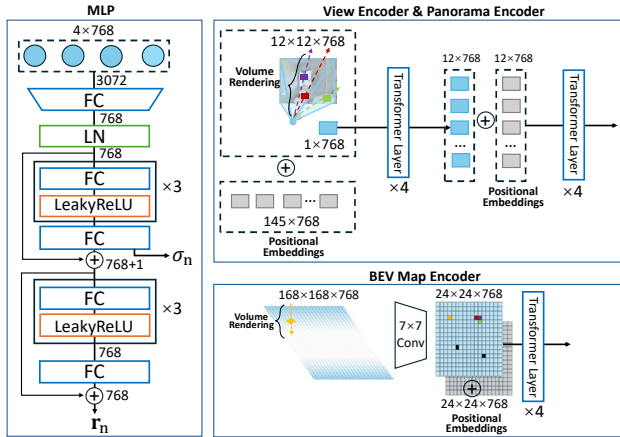 MLP
4×768
3072
FC
768
LN
768
FC
LeakyReLU
×3
FC
σn
768+1
FC
LeakyReLU
×3
768
FC
768
rn
View Encoder & Panorama Encoder
12×12×768
Volume
Rendering
1×768
145×768
Positional
Embeddings
Transformer Layer
×4
12×768
...
12×768
...
Positional
Embeddings
Transformer Layer
×4
BEV Map Encoder
168×168×768
Volume
Rendering
7×7
Conv
24×24×768
24×24×768
Positional
Embeddings
Transformer Layer
×4